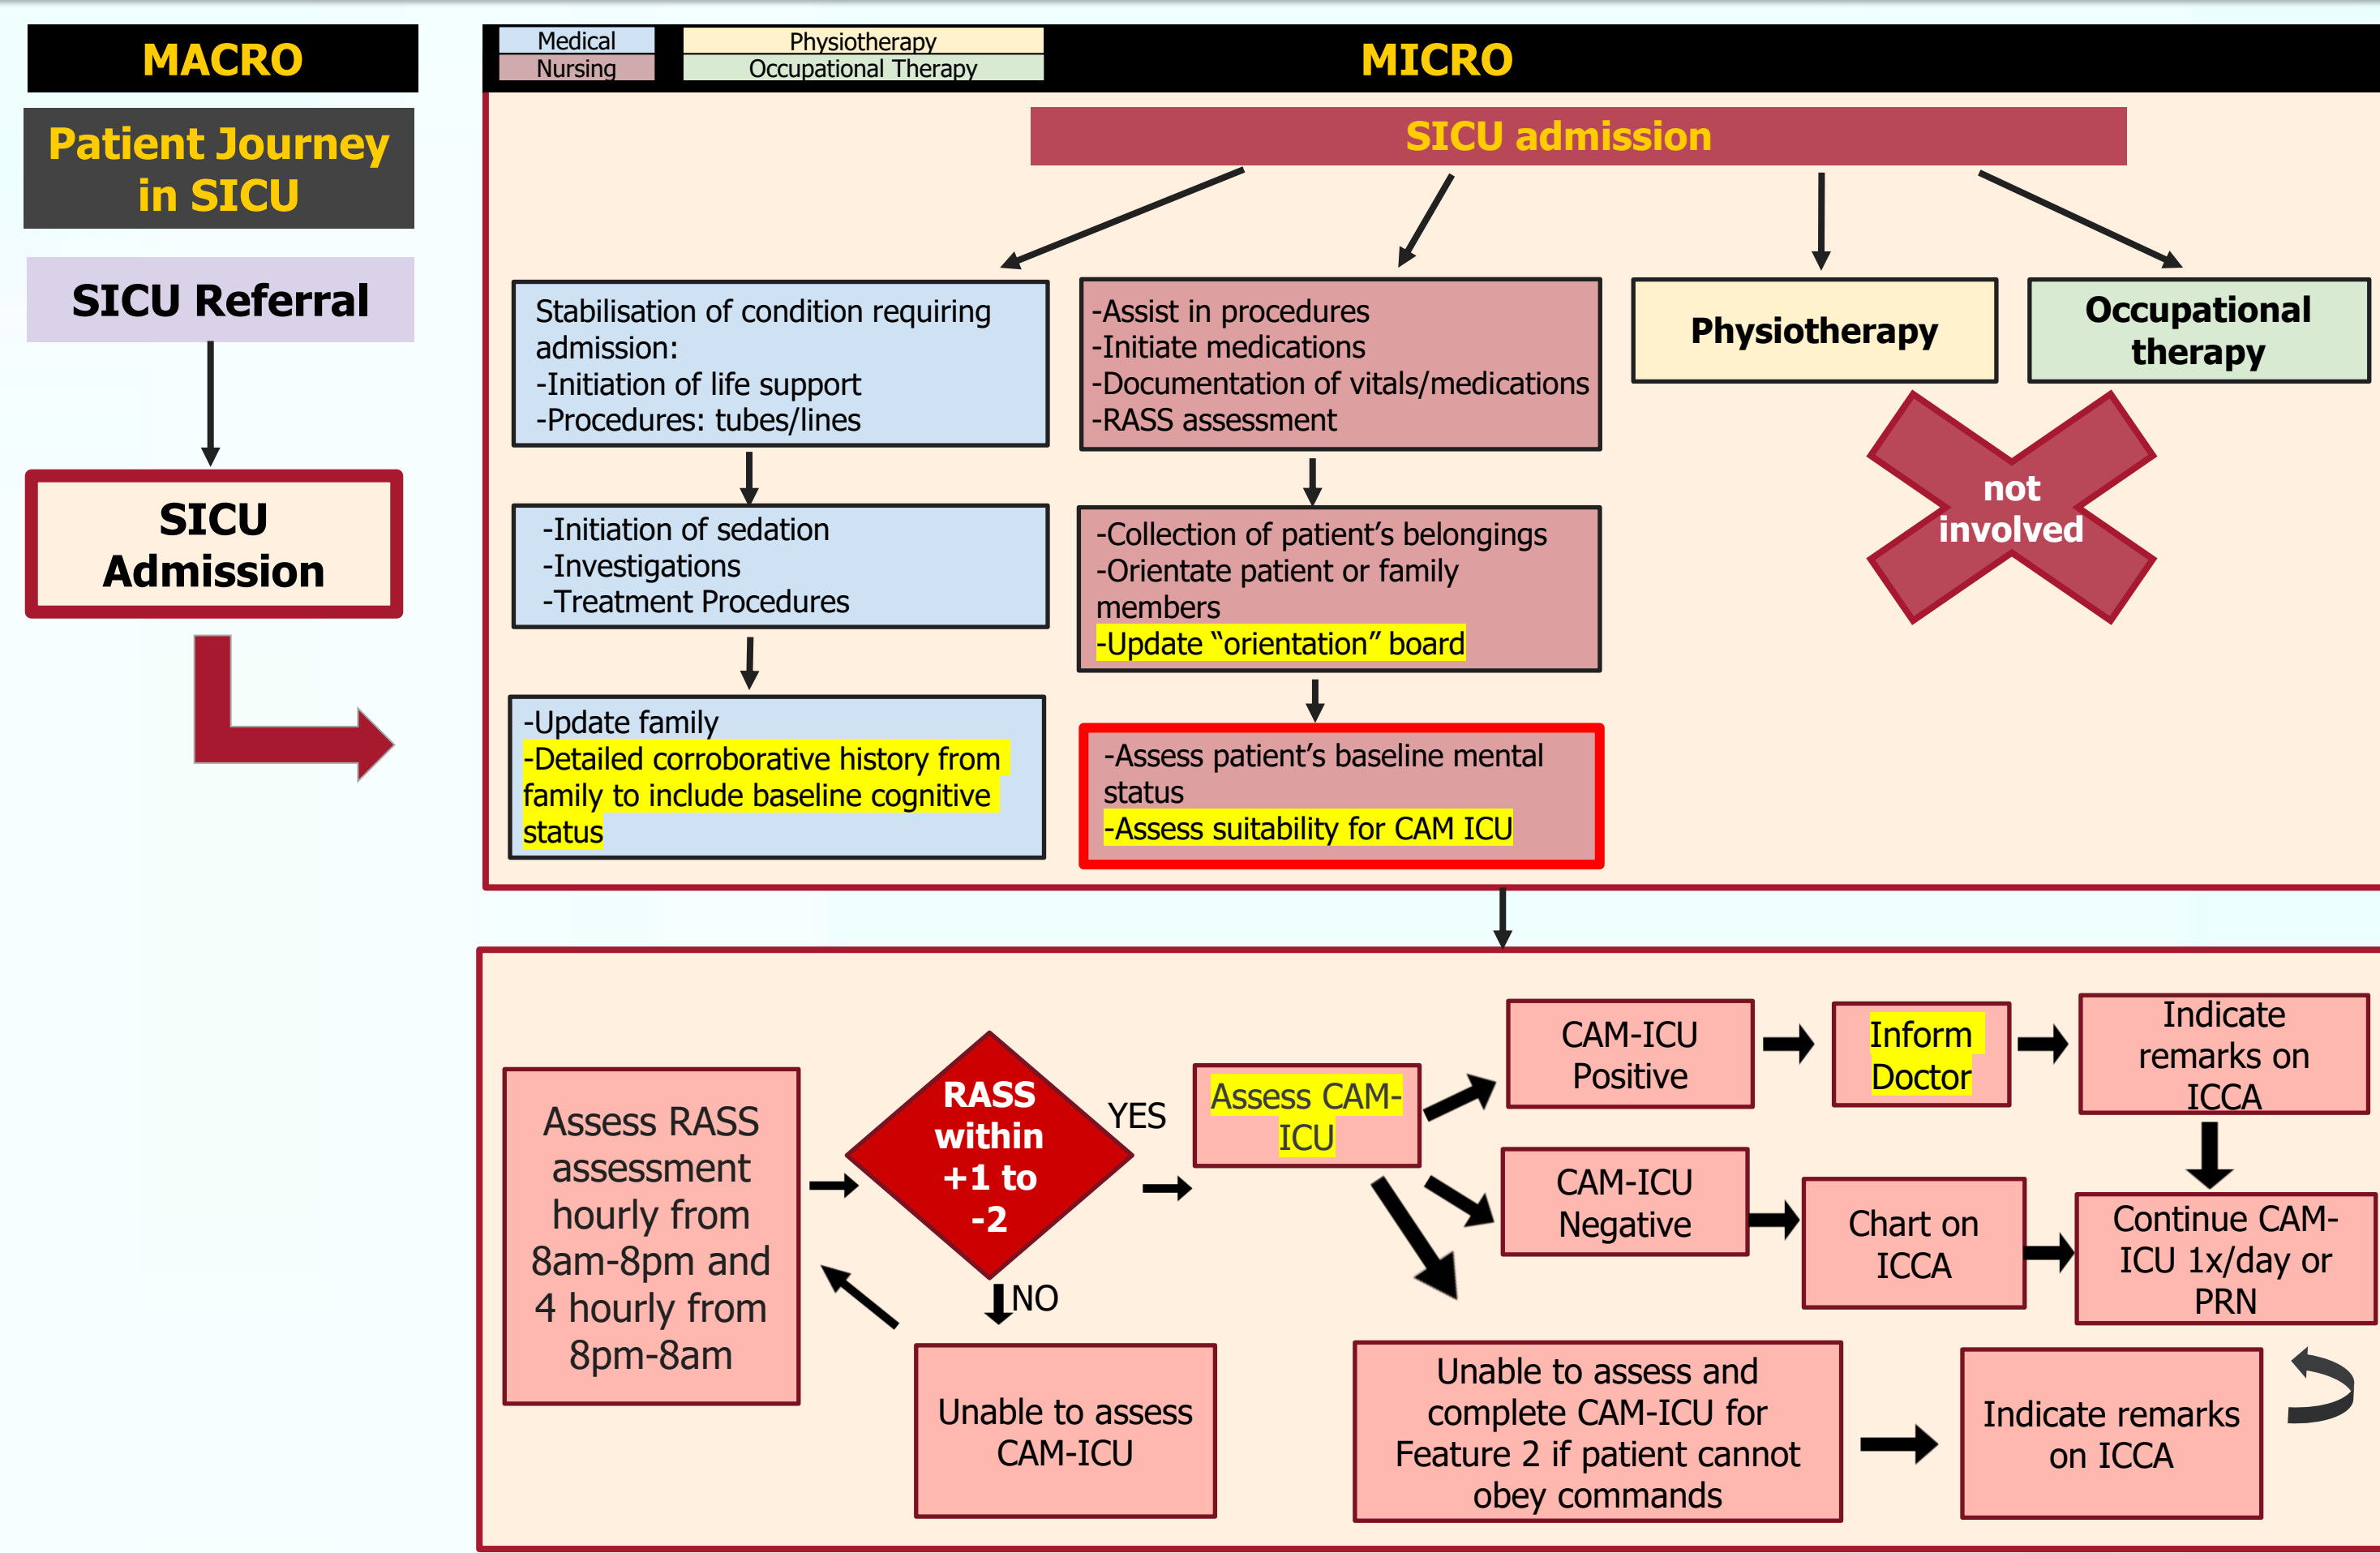 MACRO
Patient Journey
in SICU
SICU Referral
SICU
Admission
Medical
Nursing
Physiotherapy
Occupational Therapy
MICRO
SICU admission
Stabilisation of condition requiring
admission:
-Initiation of life support
-Procedures: tubes/lines
-Initiation of sedation
-Investigations
-Treatment Procedures
-Update family
-Detailed corroborative history from
family to include baseline cognitive
status
-Assist in procedures
-Initiate medications
-Documentation of vitals/medications
-RASS assessment
-Collection of patient’s belongings
-Orientate patient or family
members
-Update “orientation” board
-Assess patient’s baseline mental
status
-Assess suitability for CAM ICU
Physiotherapy
Occupational
therapy
not
involved
Assess RASS
assessment
hourly from
8am-8pm and
4 hourly from
8pm-8am
RASS
within
+1 to
-2
YES
NO
Unable to assess
CAM-ICU
Assess CAM-
ICU
CAM-ICU
Positive
Inform
Doctor
Indicate
remarks on
ICCA
CAM-ICU
Negative
Chart on
ICCA
Continue CAM-
ICU 1x/day or
PRN
Unable to assess and
complete CAM-ICU for
Feature 2 if patient cannot
obey commands
Indicate remarks
on ICCA